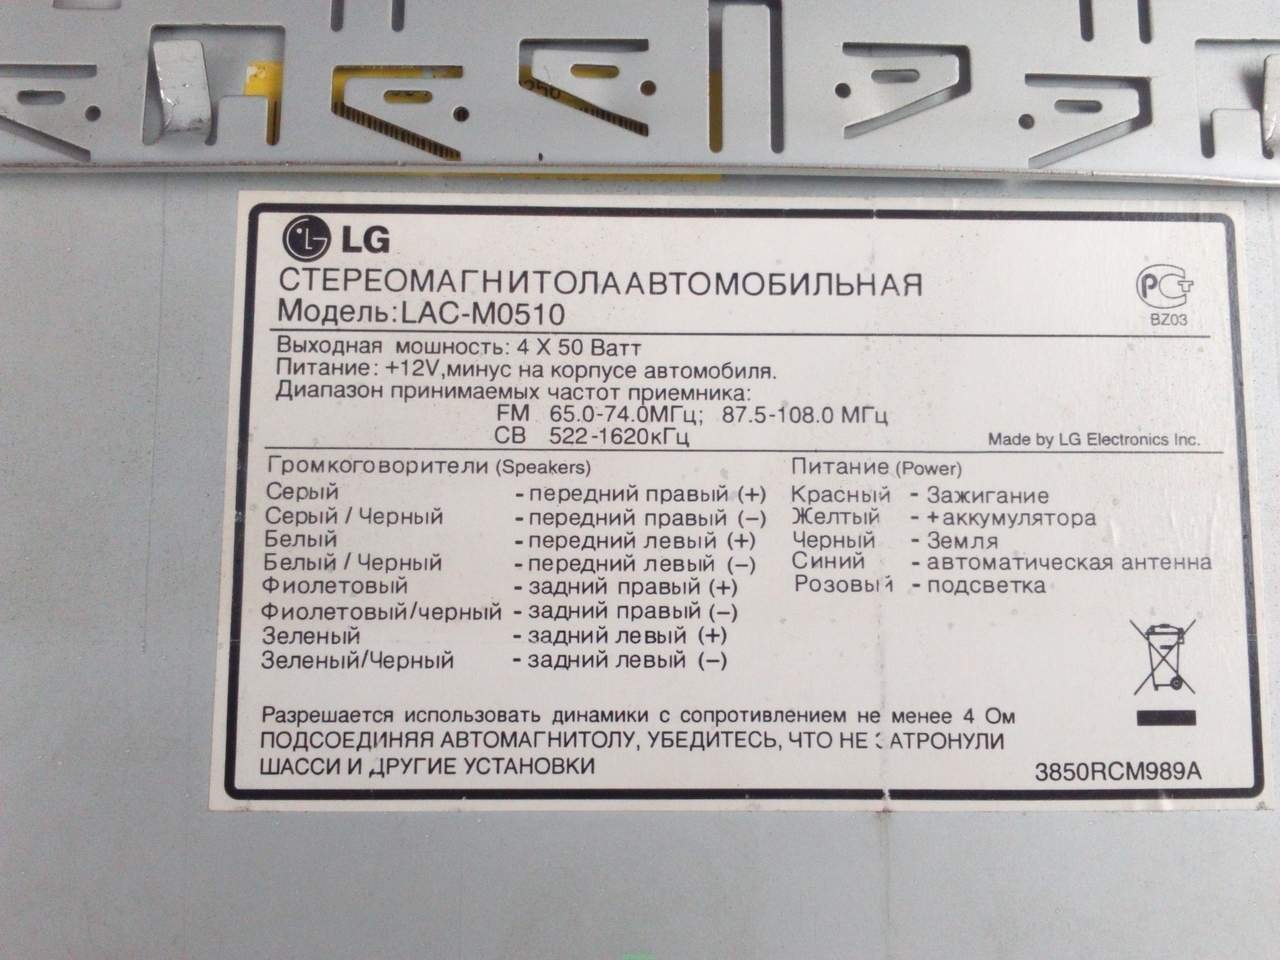 250
LG
СТЕРЕОМАГНИТОЛААВТОМОБИЛЬНАЯ
Модель:LAC-M0510
РСТ
BZ03
Выходная мошность: 4 X 50 Ватт
Питание: +12V,минус на корпусе автомобиля.
Диапазон принимаемых частот приемника:
FM 65.0-74.0МГц; 87.5-108.0 МГц
СВ 522-1620кГц
Made by LG Electronics Inc.
Громкоговорители (Speakers) Питание (Power)
Серый - передний правый (+) Красный - Зажигание
Серый / Черный - передний правый (–) Желтый - +аккумулятора
Белый - передний левый (+) Черный - Земля
Белый / Черный - передний левый (–) Синий - автоматическая антенна
Фиолетовый - задний правый (+) Розовый - подсветка
Фиолетовый/черный - задний правый (–)
Зеленый - задний левый (+)
Зеленый/Черный - задний левый (–)
Разрешается использовать динамики с сопротивлением не менее 4 Ом
ПОДСОЕДИНЯЯ АВТОМАГНИТОЛУ, УБЕДИТЕСЬ, ЧТО НЕ ЗАТРОНУЛИ
ШАССИ И ДРУГИЕ УСТАНОВКИ
3850RCM989A